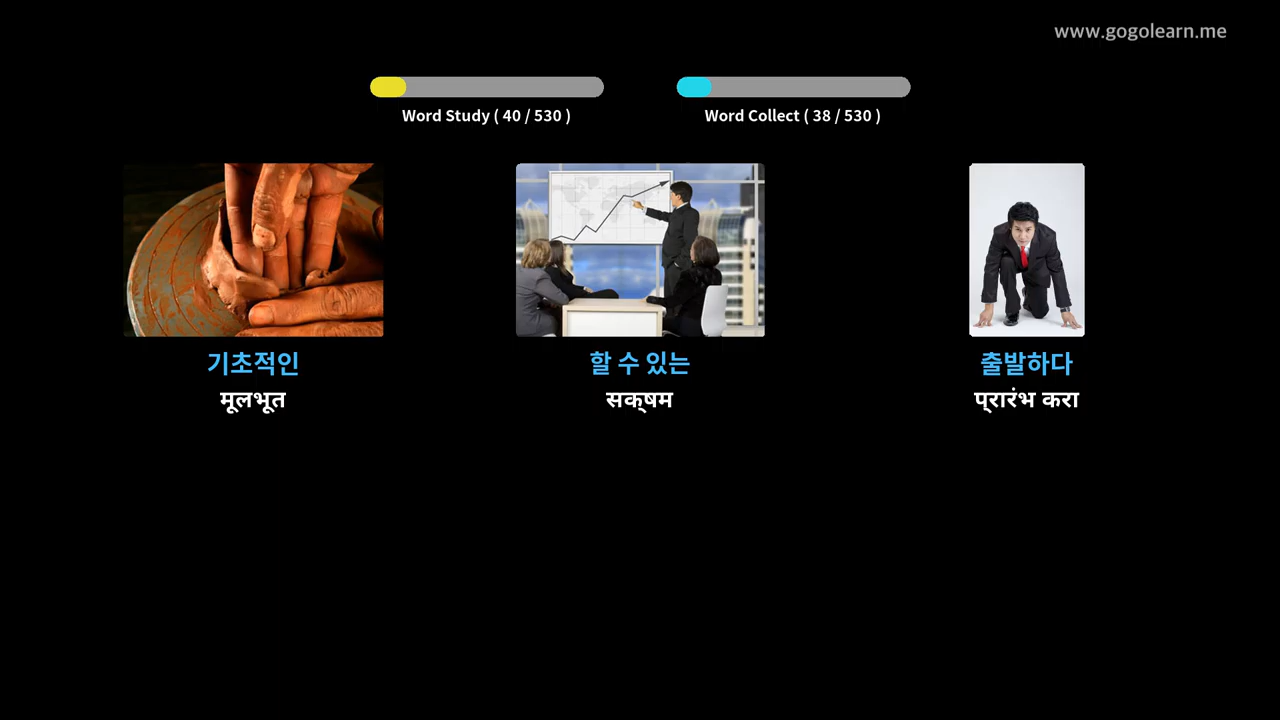 www.gogolearn.me
Word Study ( 40 / 530 )
Word Collect ( 38 / 530 )
기초적인
मूलभूत
할 수 있는
सक्षम
출발하다
प्रारंभ करा